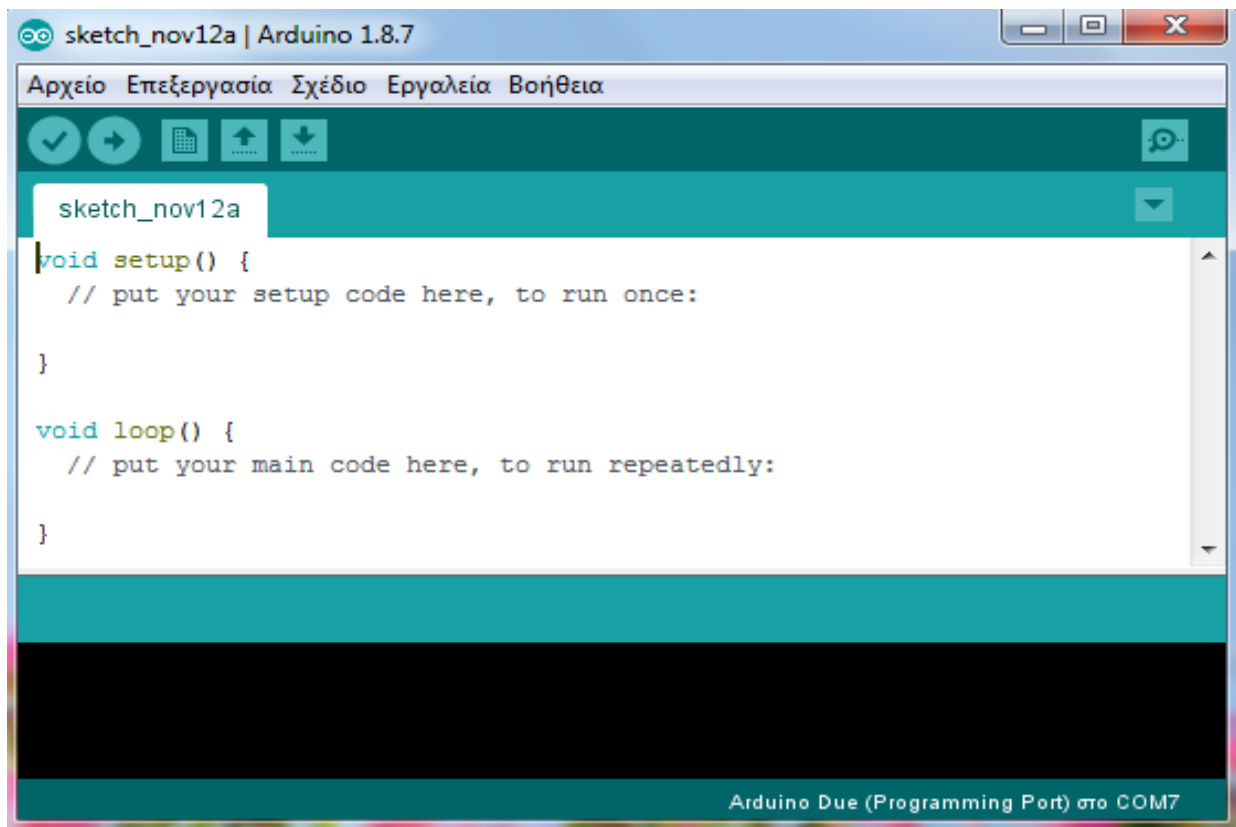 sketch_nov12a | Arduino 1.8.7
Αρχείο Επεξεργασία Σχέδιο Εργαλεία Βοήθεια
sketch_nov12a
void setup() {
  // put your setup code here, to run once:
}
void loop() {
  // put your main code here, to run repeatedly:
}
Arduino Due (Programming Port) στο COM7